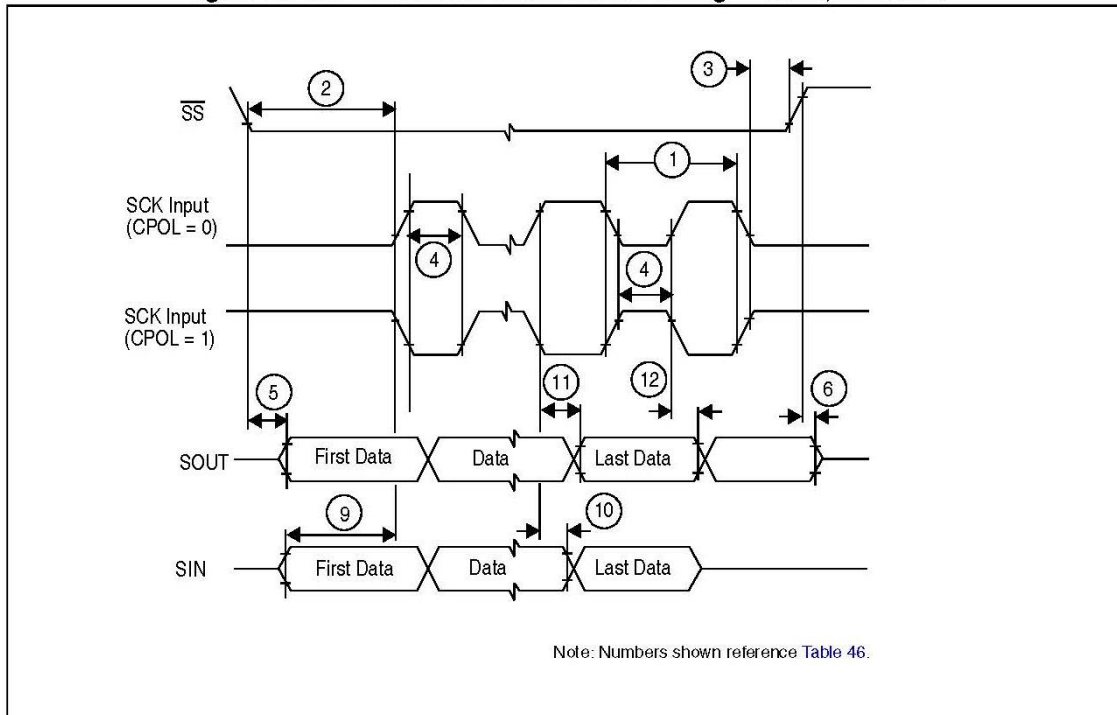 3
2
SS
1
SCK Input
(CPOL = 0)
4
4
SCK Input
(CPOL = 1)
5
11
12
6
SOUT
First Data
Data
Last Data
9
10
SIN
First Data
Data
Last Data
Note: Numbers shown reference Table 46.